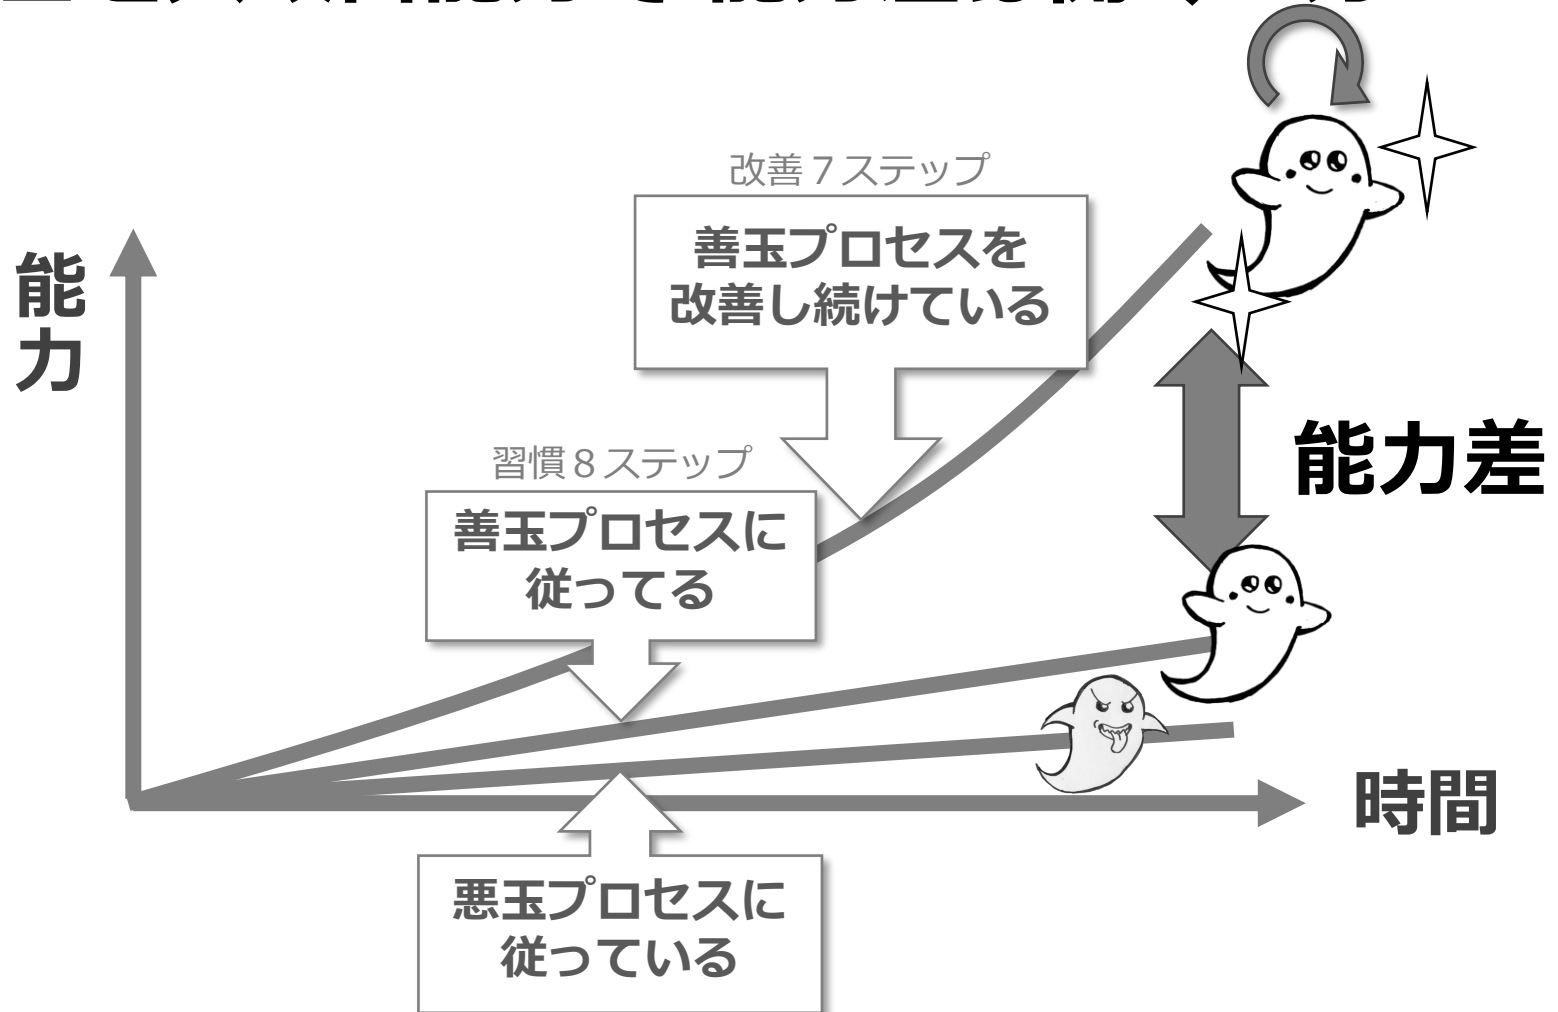 改善７ステップ
善玉プロセスを
改善し続けている
能力
習慣８ステップ
善玉プロセスに
従ってる
能力差
時間
悪玉プロセスに
従っている